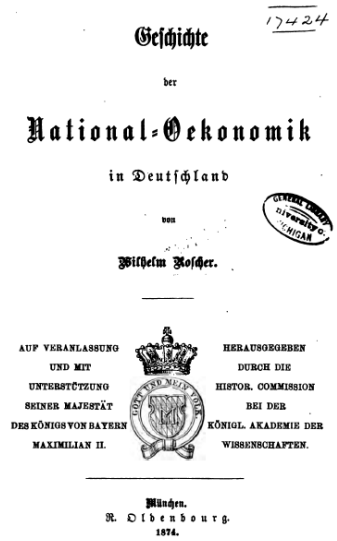 17424
Geschichte
der
National-Oekonomik
in Deutschland
von
Wilhelm Roscher.
GENERAL LIBRARY
University of
MICHIGAN
AUF VERANLASSUNG
UND MIT
UNTERSTÜTZUNG
SEINER MAJESTÄT
DES KÖNIGS VON BAYERN
MAXIMILIAN II.
GOTT UND MEIN VOLK
HERAUSGEGEBEN
DURCH DIE
HISTOR. COMMISSION
BEI DER
KÖNIGL. AKADEMIE DER
WISSENSCHAFTEN.
München.
R. Oldenbourg.
1874.